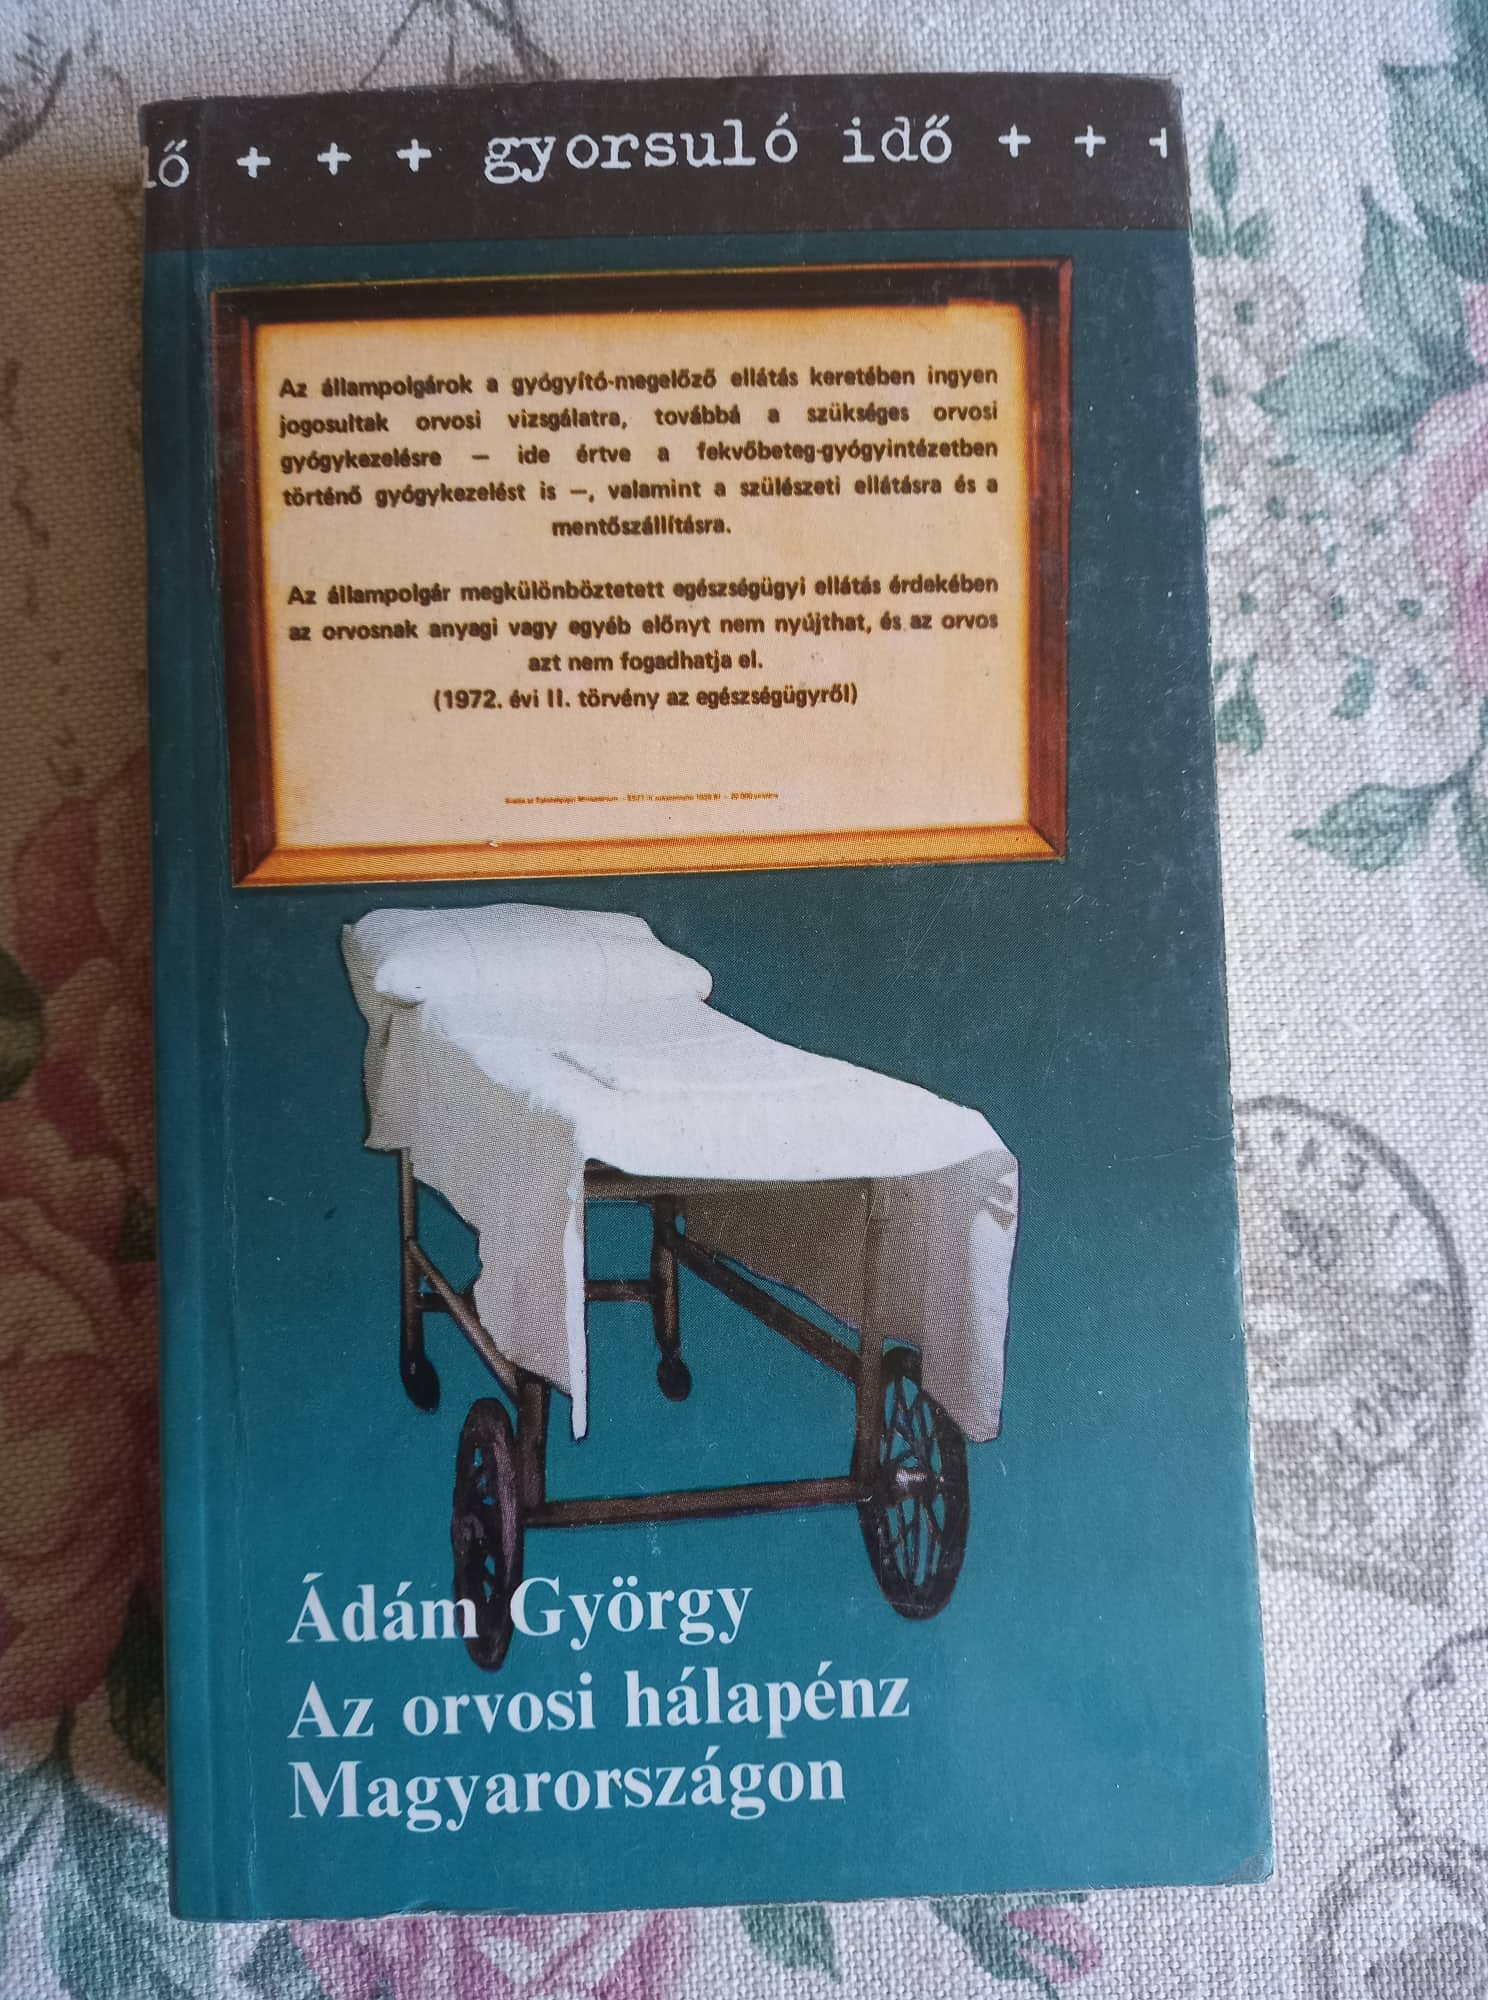 ő + + + gyorsuló idő + + +
Az állampolgárok a gyógyító-megelőző ellátás keretében ingyen
jogosultak orvosi vizsgálatra, továbbá a szükséges orvosi
gyógykezelésre — ide értve a fekvőbeteg-gyógyintézetben
történő gyógykezelést is —, valamint a szülészeti ellátásra és a
mentőszállításra.
Az állampolgár megkülönböztetett egészségügyi ellátás érdekében
az orvosnak anyagi vagy egyéb előnyt nem nyújthat, és az orvos
azt nem fogadhatja el.
(1972. évi II. törvény az egészségügyről)
Ádám György
Az orvosi hálapénz
Magyarországon